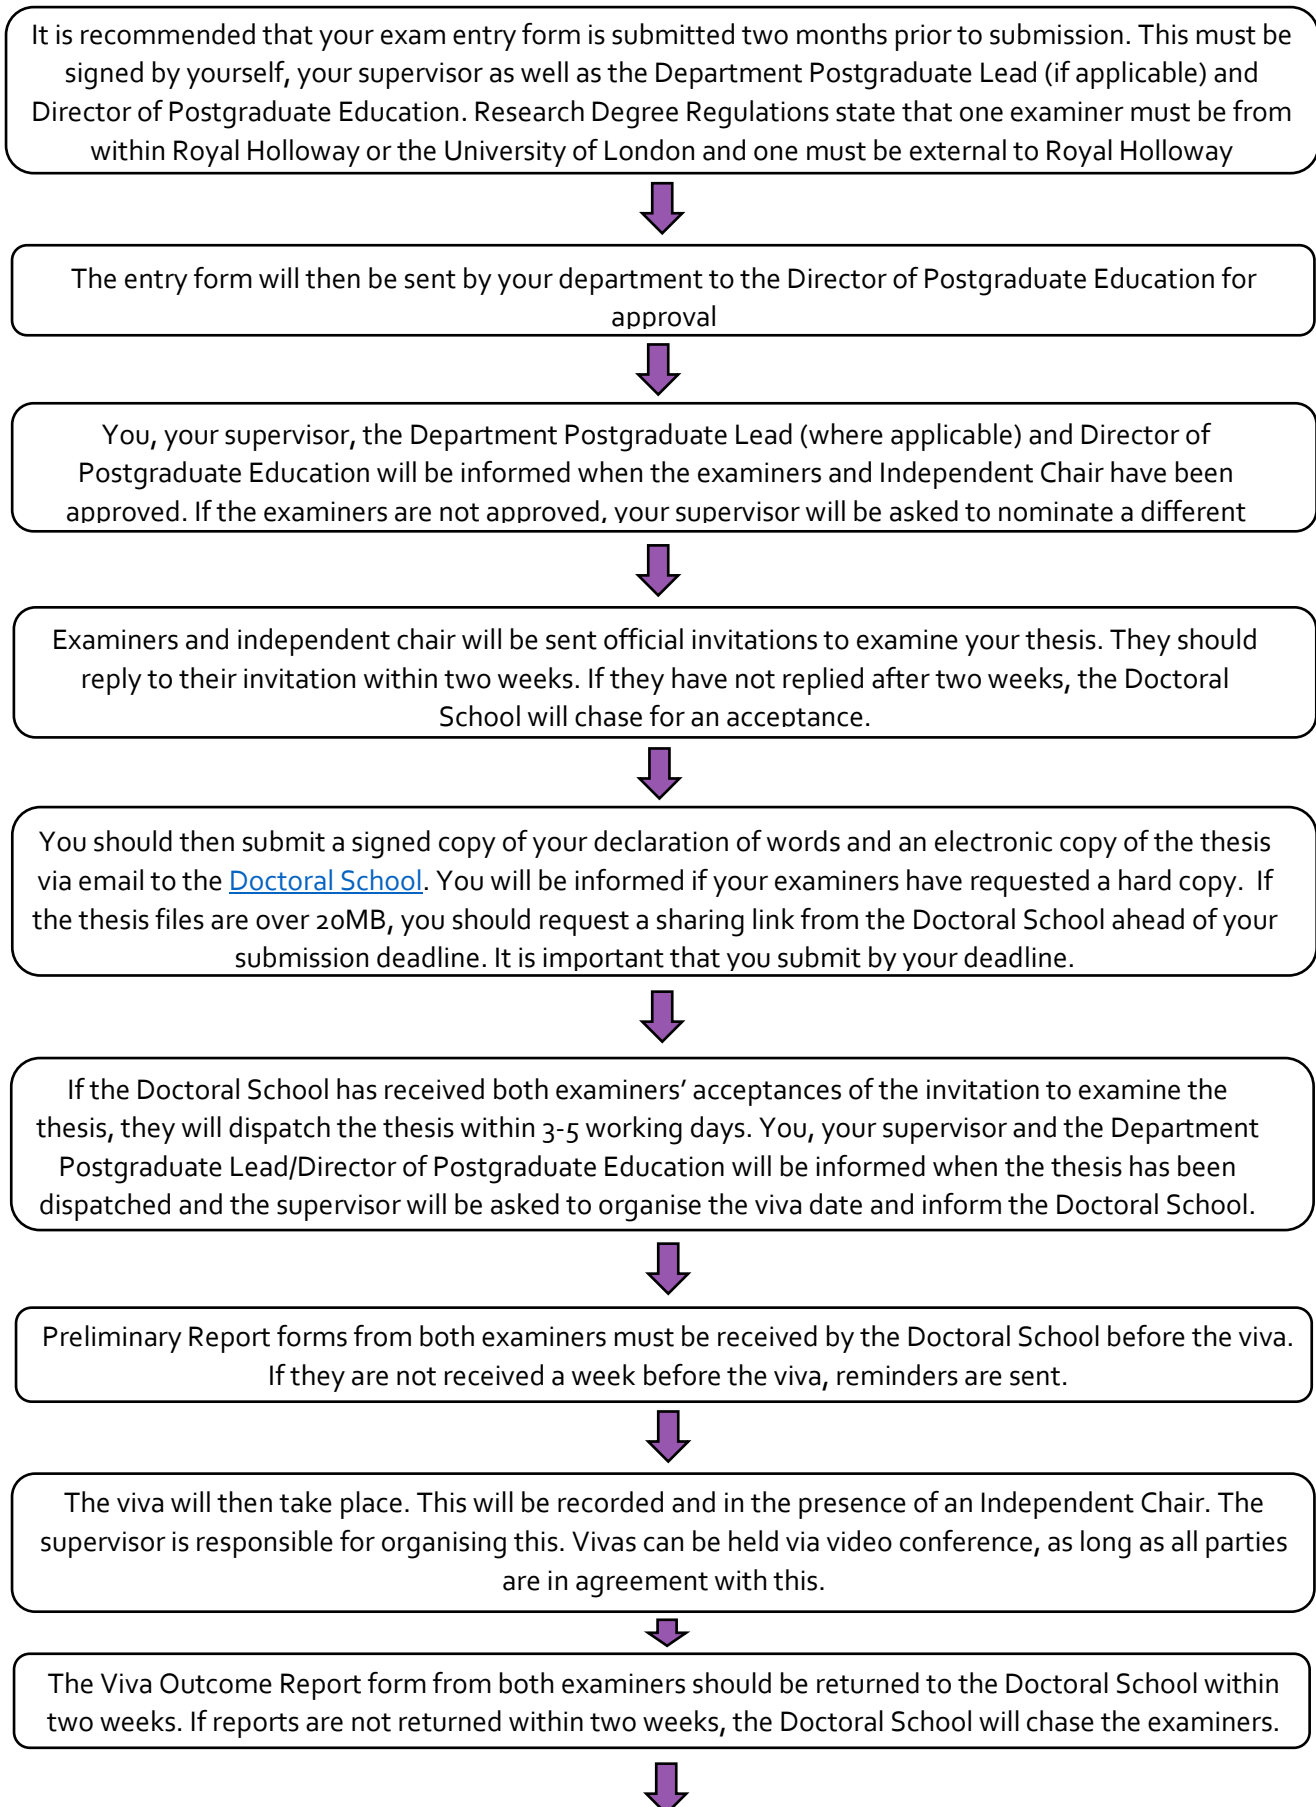 It is recommended that your exam entry form is submitted two months prior to submission. This must be
signed by yourself, your supervisor as well as the Department Postgraduate Lead (if applicable) and
Director of Postgraduate Education. Research Degree Regulations state that one examiner must be from
within Royal Holloway or the University of London and one must be external to Royal Holloway
The entry form will then be sent by your department to the Director of Postgraduate Education for
approval
You, your supervisor, the Department Postgraduate Lead (where applicable) and Director of
Postgraduate Education will be informed when the examiners and Independent Chair have been
approved. If the examiners are not approved, your supervisor will be asked to nominate a different
Examiners and independent chair will be sent official invitations to examine your thesis. They should
reply to their invitation within two weeks. If they have not replied after two weeks, the Doctoral
School will chase for an acceptance.
You should then submit a signed copy of your declaration of words and an electronic copy of the thesis
via email to the Doctoral School. You will be informed if your examiners have requested a hard copy. If
the thesis files are over 20MB, you should request a sharing link from the Doctoral School ahead of your
submission deadline. It is important that you submit by your deadline.
If the Doctoral School has received both examiners’ acceptances of the invitation to examine the
thesis, they will dispatch the thesis within 3-5 working days. You, your supervisor and the Department
Postgraduate Lead/Director of Postgraduate Education will be informed when the thesis has been
dispatched and the supervisor will be asked to organise the viva date and inform the Doctoral School.
Preliminary Report forms from both examiners must be received by the Doctoral School before the viva.
If they are not received a week before the viva, reminders are sent.
The viva will then take place. This will be recorded and in the presence of an Independent Chair. The
supervisor is responsible for organising this. Vivas can be held via video conference, as long as all parties
are in agreement with this.
The Viva Outcome Report form from both examiners should be returned to the Doctoral School within
two weeks. If reports are not returned within two weeks, the Doctoral School will chase the examiners.